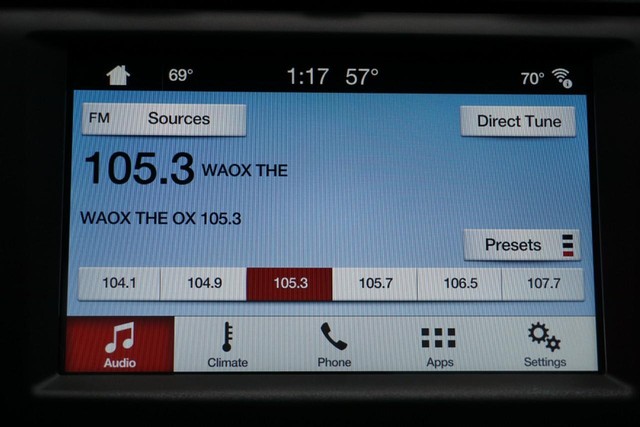 69° 1:17 57° 70°
FM Sources
Direct Tune
105.3 WAOX THE
WAOX THE OX 105.3
Presets
104.1 104.9 105.3 105.7 106.5 107.7
Audio Climate Phone Apps Settings